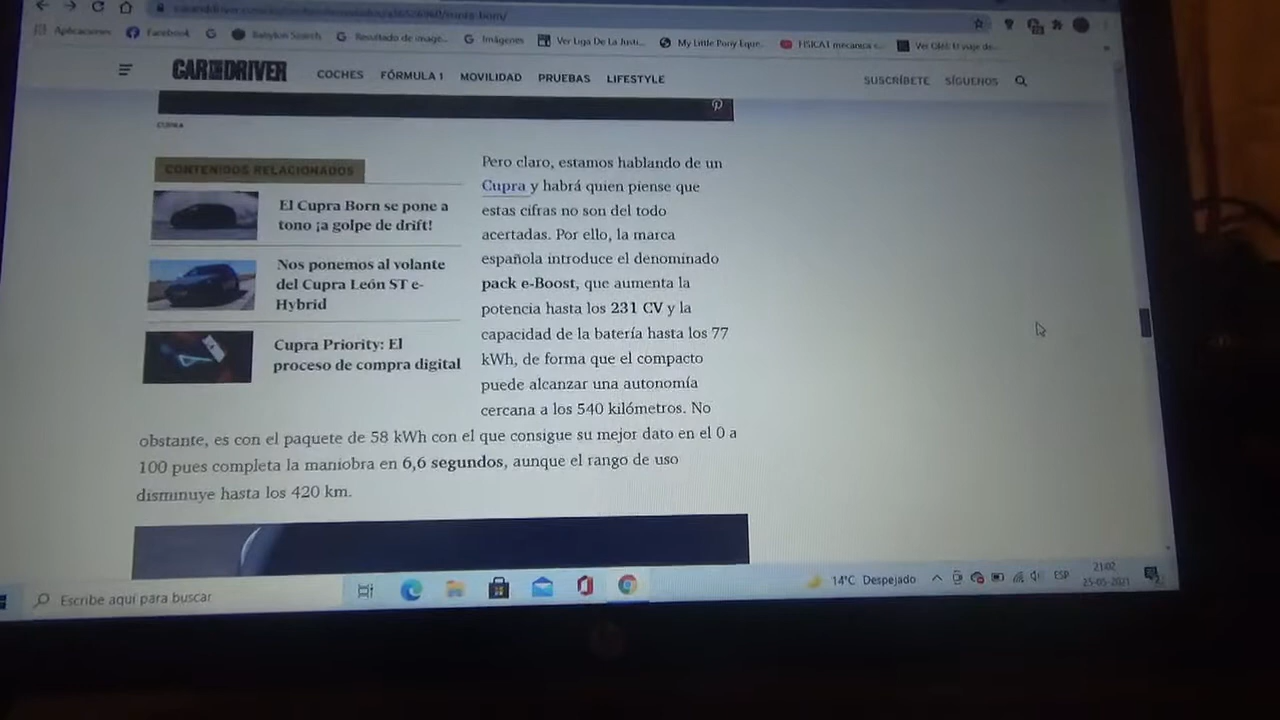 Aplicaciones
Facebook
Babylon Search
Resultado de image...
Imágenes
Ver Liga De La Justi...
My Little Pony Eque...
CAR AND DRIVER
COCHES
FÓRMULA 1
MOVILIDAD
PRUEBAS
LIFESTYLE
SUSCRÍBETE
SÍGUENOS
CUPRA
CONTENIDOS RELACIONADOS
El Cupra Born se pone a
tono ¡a golpe de drift!
Nos ponemos al volante
del Cupra León ST e-
Hybrid
Cupra Priority: El
proceso de compra digital
Pero claro, estamos hablando de un
Cupra y habrá quien piense que
estas cifras no son del todo
acertadas. Por ello, la marca
española introduce el denominado
pack e-Boost, que aumenta la
potencia hasta los 231 CV y la
capacidad de la batería hasta los 77
kWh, de forma que el compacto
puede alcanzar una autonomía
cercana a los 540 kilómetros. No
obstante, es con el paquete de 58 kWh con el que consigue su mejor dato en el 0 a
100 pues completa la maniobra en 6,6 segundos, aunque el rango de uso
disminuye hasta los 420 km.
Escribe aquí para buscar
14°C Despejado
ESP
21:02
25-05-2021